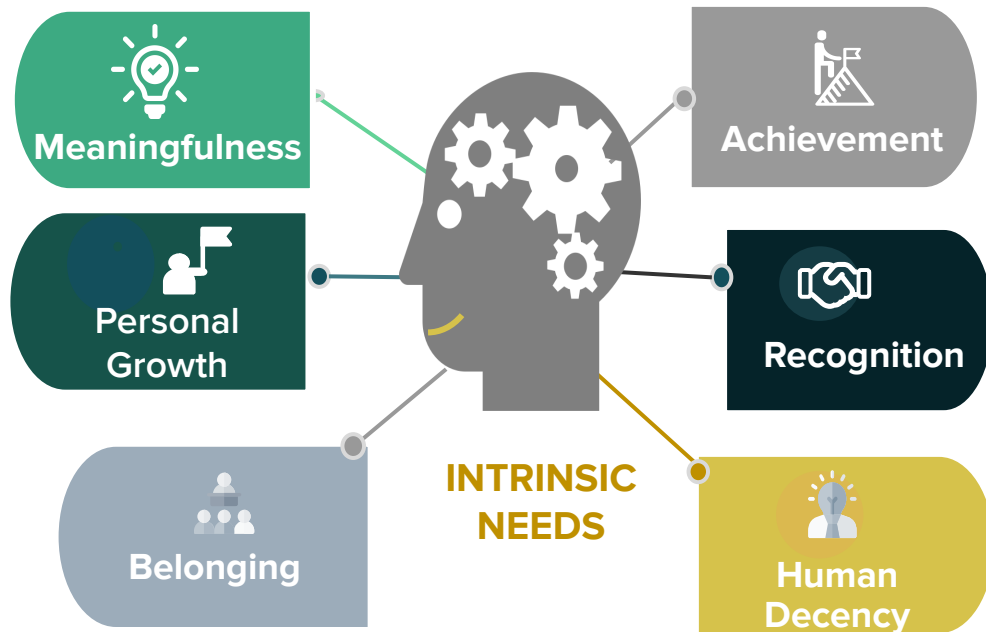 Meaningfulness
Achievement
Personal
Growth
Recognition
Belonging
INTRINSIC
NEEDS
Human
Decency